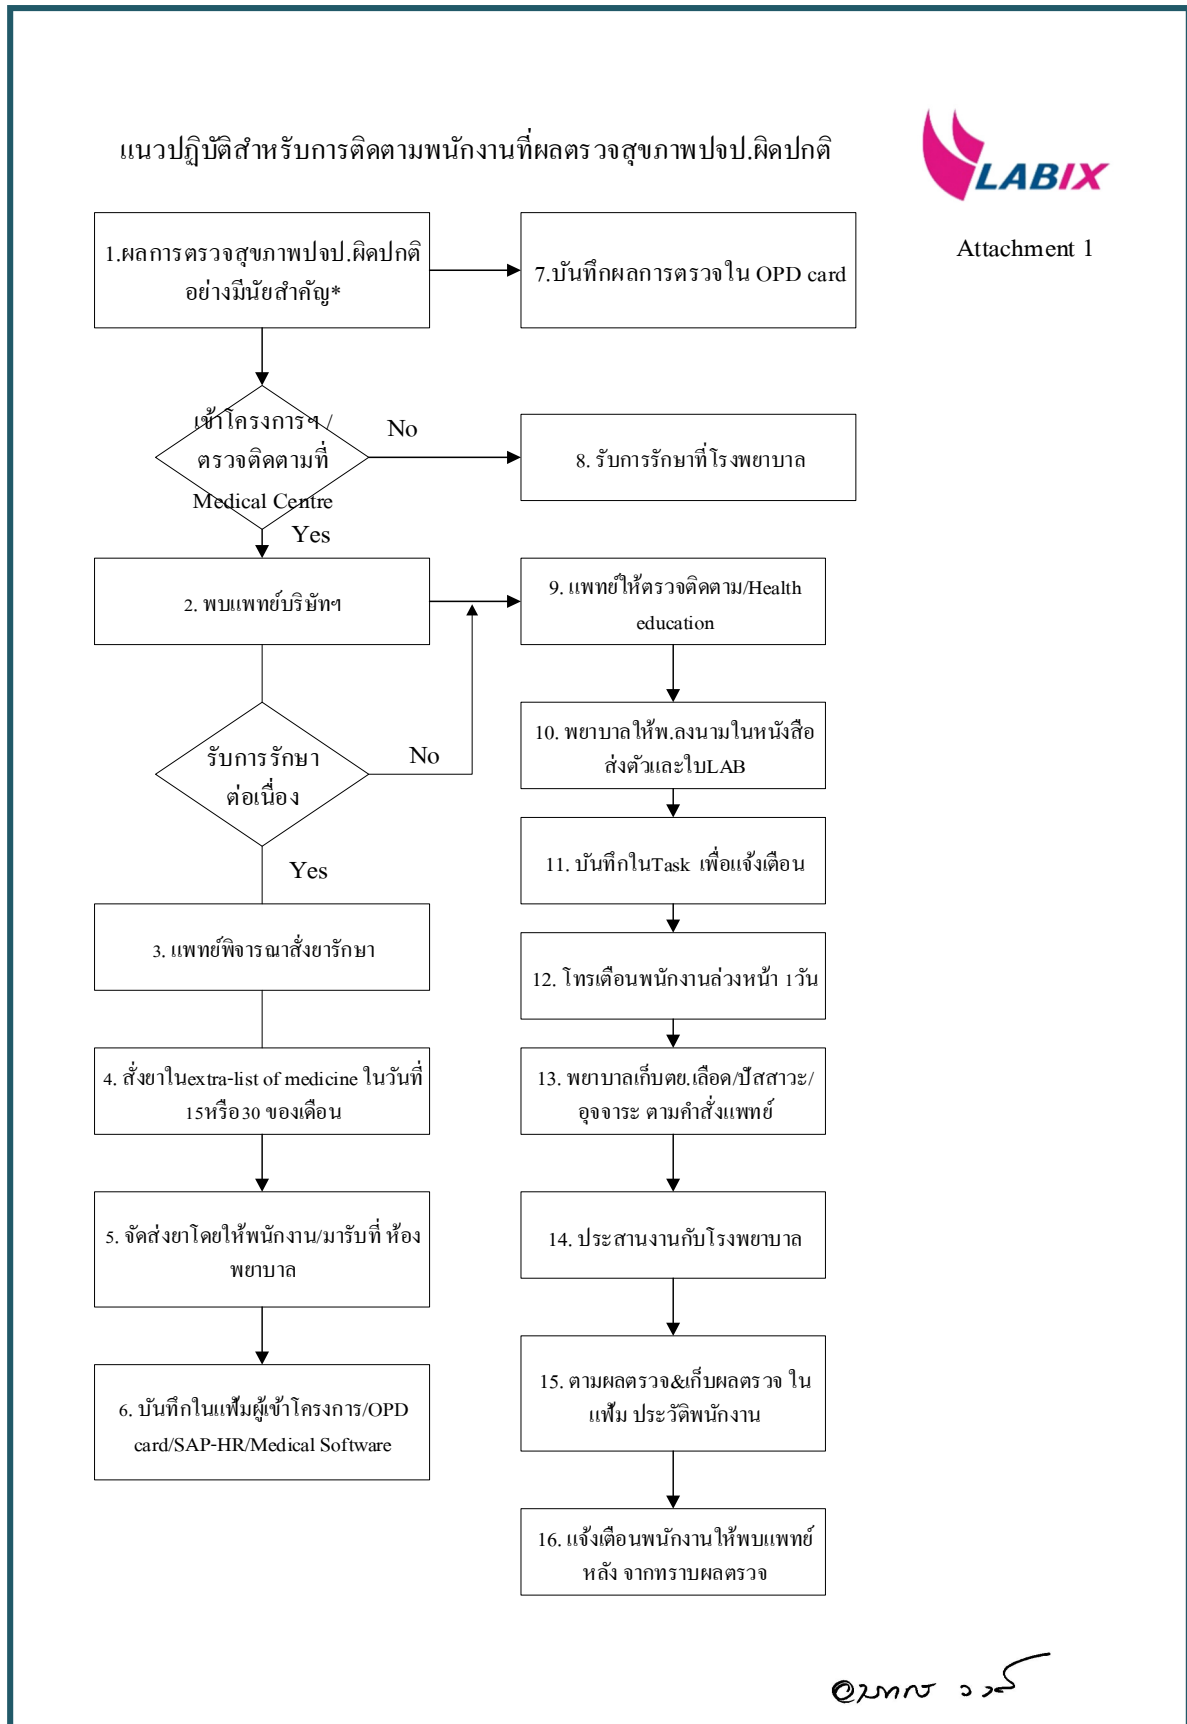 แนวปฏิบัติสำหรับการติดตามพนักงานที่ผลตรวจสุขภาพปจป.ผิดปกติ
LABIX
Attachment 1
1.ผลการตรวจสุขภาพปจป.ผิดปกติ
อย่างมีนัยสำคัญ*
7.บันทึกผลการตรวจใน OPD card
เข้าโครงการฯ /
ตรวจติดตามที่
Medical Centre
No
8. รับการรักษาที่โรงพยาบาล
Yes
2. พบแพทย์บริษัทฯ
9. แพทย์ให้ตรวจติดตาม/Health
education
รับการรักษา
ต่อเนื่อง
No
10. พยาบาลให้พ.ลงนามในหนังสือ
ส่งตัวและใบLAB
Yes
11. บันทึกในTask เพื่อแจ้งเตือน
3. แพทย์พิจารณาสั่งยารักษา
12. โทรเตือนพนักงานล่วงหน้า 1วัน
4. สั่งยาในextra-list of medicine ในวันที่
15หรือ30 ของเดือน
13. พยาบาลเก็บตย.เลือด/ปัสสาวะ/
อุจจาระ ตามคำสั่งแพทย์
5. จัดส่งยาโดยให้พนักงาน/มารับที่ ห้อง
พยาบาล
14. ประสานงานกับโรงพยาบาล
6. บันทึกในแฟ้มผู้เข้าโครงการ/OPD
card/SAP-HR/Medical Software
15. ตามผลตรวจ&เก็บผลตรวจ ใน
แฟ้ม ประวัติพนักงาน
16. แจ้งเตือนพนักงานให้พบแพทย์
หลัง จากทราบผลตรวจ